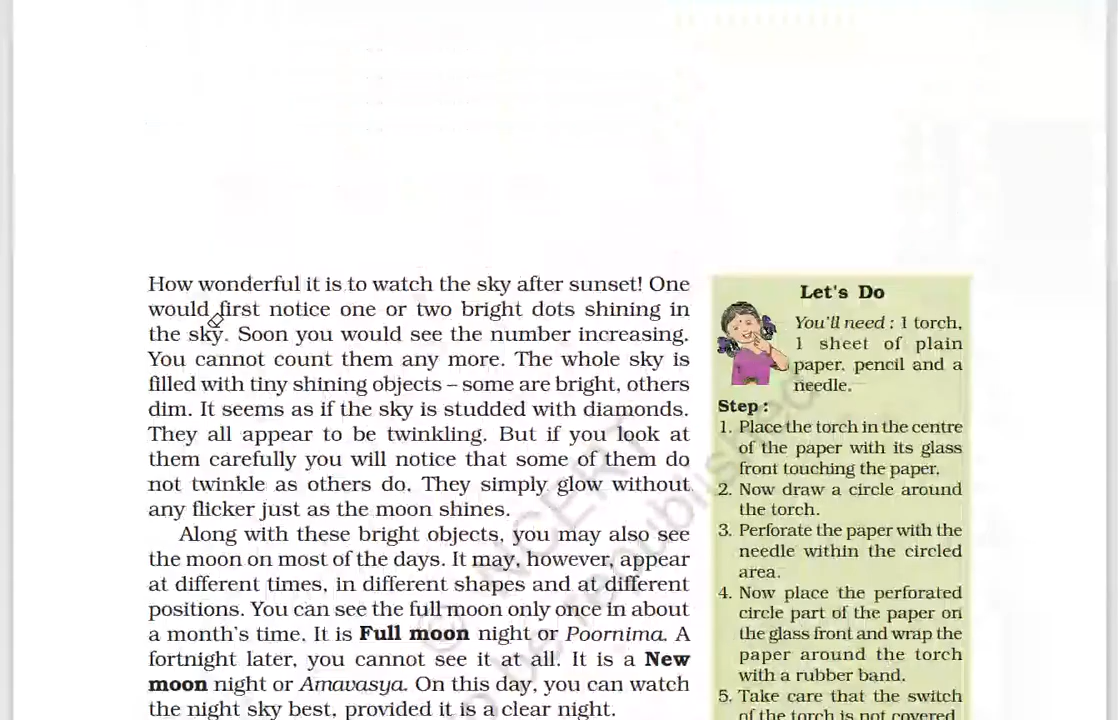 How wonderful it is to watch the sky after sunset! One
would first notice one or two bright dots shining in
the sky. Soon you would see the number increasing.
You cannot count them any more. The whole sky is
filled with tiny shining objects – some are bright, others
dim. It seems as if the sky is studded with diamonds.
They all appear to be twinkling. But if you look at
them carefully you will notice that some of them do
not twinkle as others do. They simply glow without
any flicker just as the moon shines.
Along with these bright objects, you may also see
the moon on most of the days. It may, however, appear
at different times, in different shapes and at different
positions. You can see the full moon only once in about
a month's time. It is Full moon night or Poornima. A
fortnight later, you cannot see it at all. It is a New
moon night or Amavasya. On this day, you can watch
the night sky best, provided it is a clear night.
Let's Do
You'll need : 1 torch,
1 sheet of plain
paper, pencil and a
needle.
Step :
1. Place the torch in the centre
of the paper with its glass
front touching the paper.
2. Now draw a circle around
the torch.
3. Perforate the paper with the
needle within the circled
area.
4. Now place the perforated
circle part of the paper on
the glass front and wrap the
paper around the torch
with a rubber band.
5. Take care that the switch
of the torch is not covered.
© NCERT
o be republished